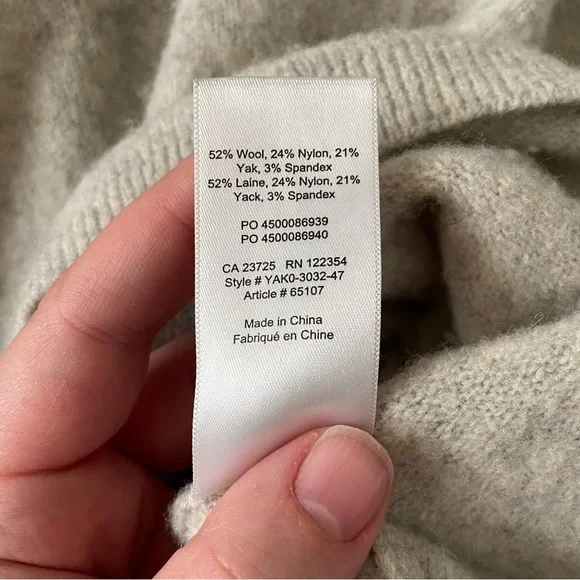 52% Wool, 24% Nylon, 21%
Yak, 3% Spandex
52% Laine, 24% Nylon, 21%
Yack, 3% Spandex
PO 4500086939
PO 4500086940
CA 23725 RN 122354
Style # YAK0-3032-47
Article # 65107
Made in China
Fabriqué en Chine